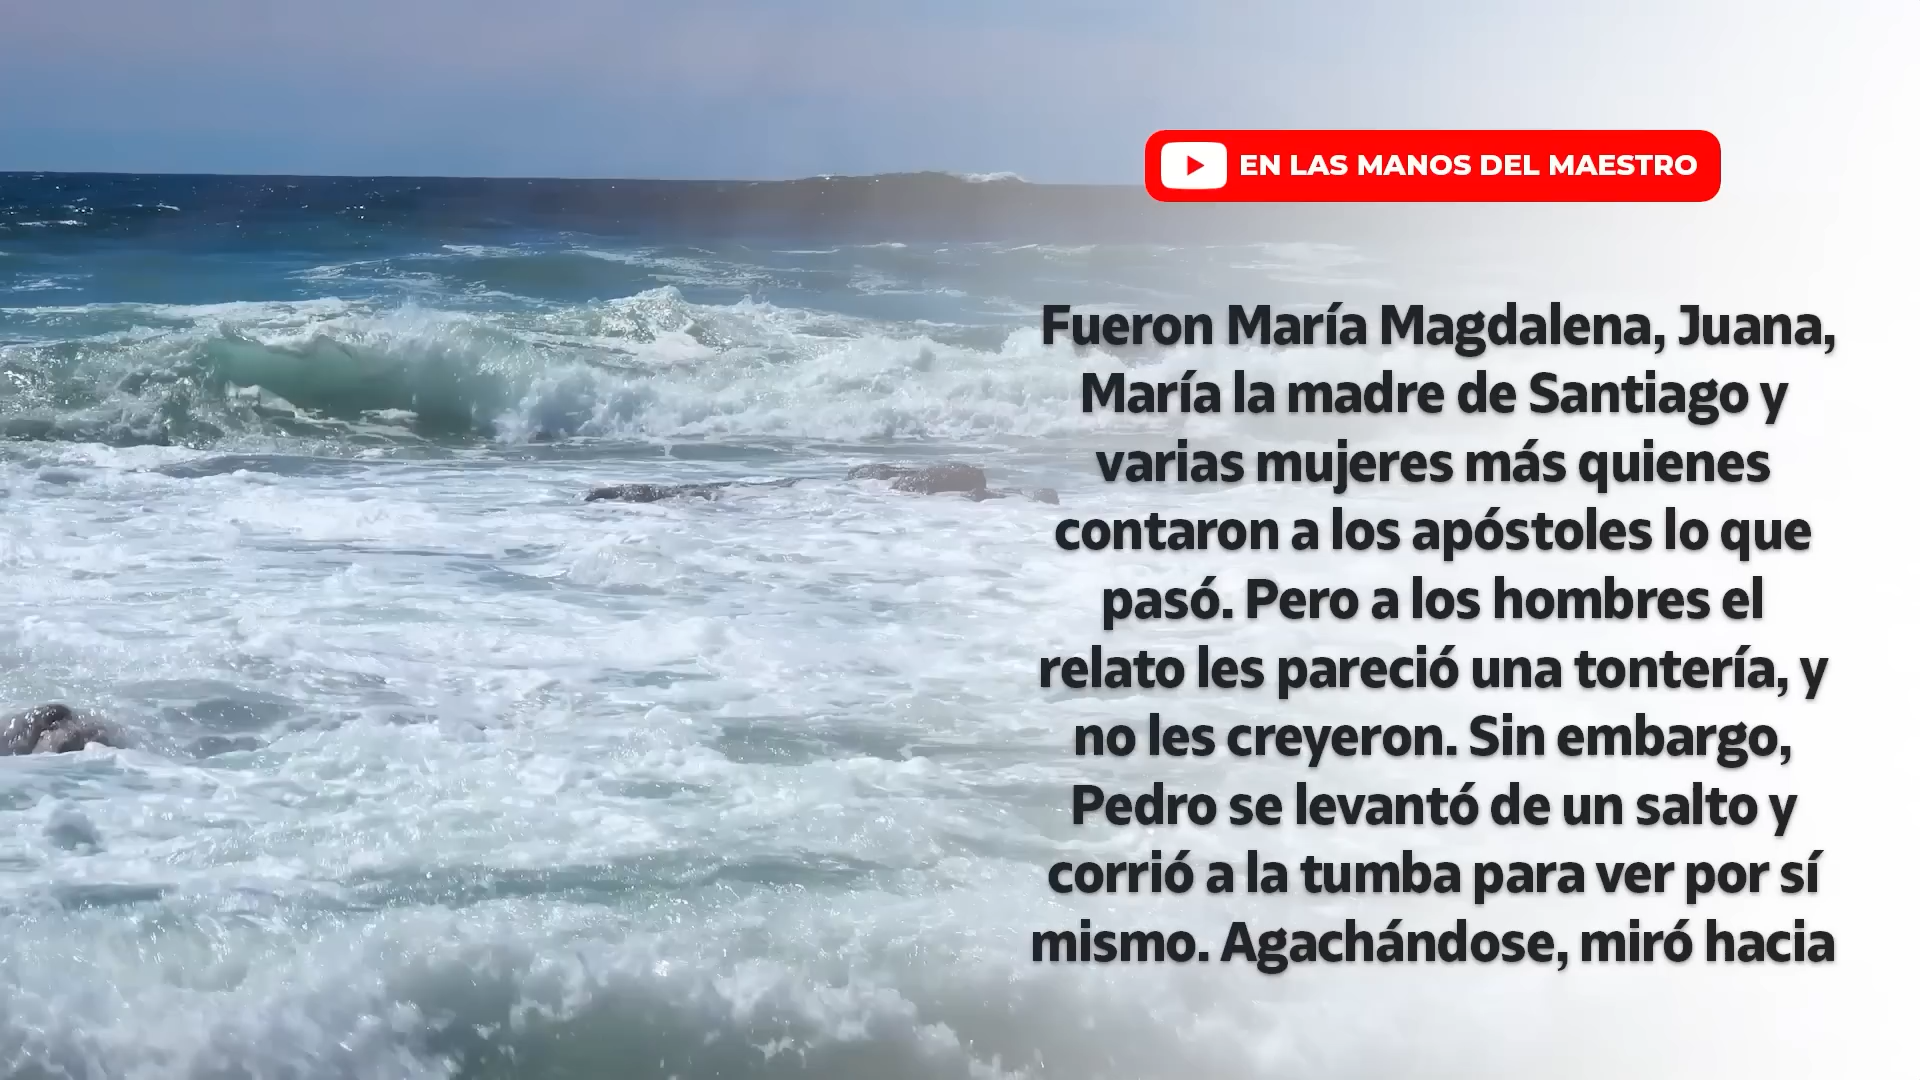 EN LAS MANOS DEL MAESTRO
Fueron María Magdalena, Juana,
María la madre de Santiago y
varias mujeres más quienes
contaron a los apóstoles lo que
pasó. Pero a los hombres el
relato les pareció una tontería, y
no les creyeron. Sin embargo,
Pedro se levantó de un salto y
corrió a la tumba para ver por sí
mismo. Agachándose, miró hacia